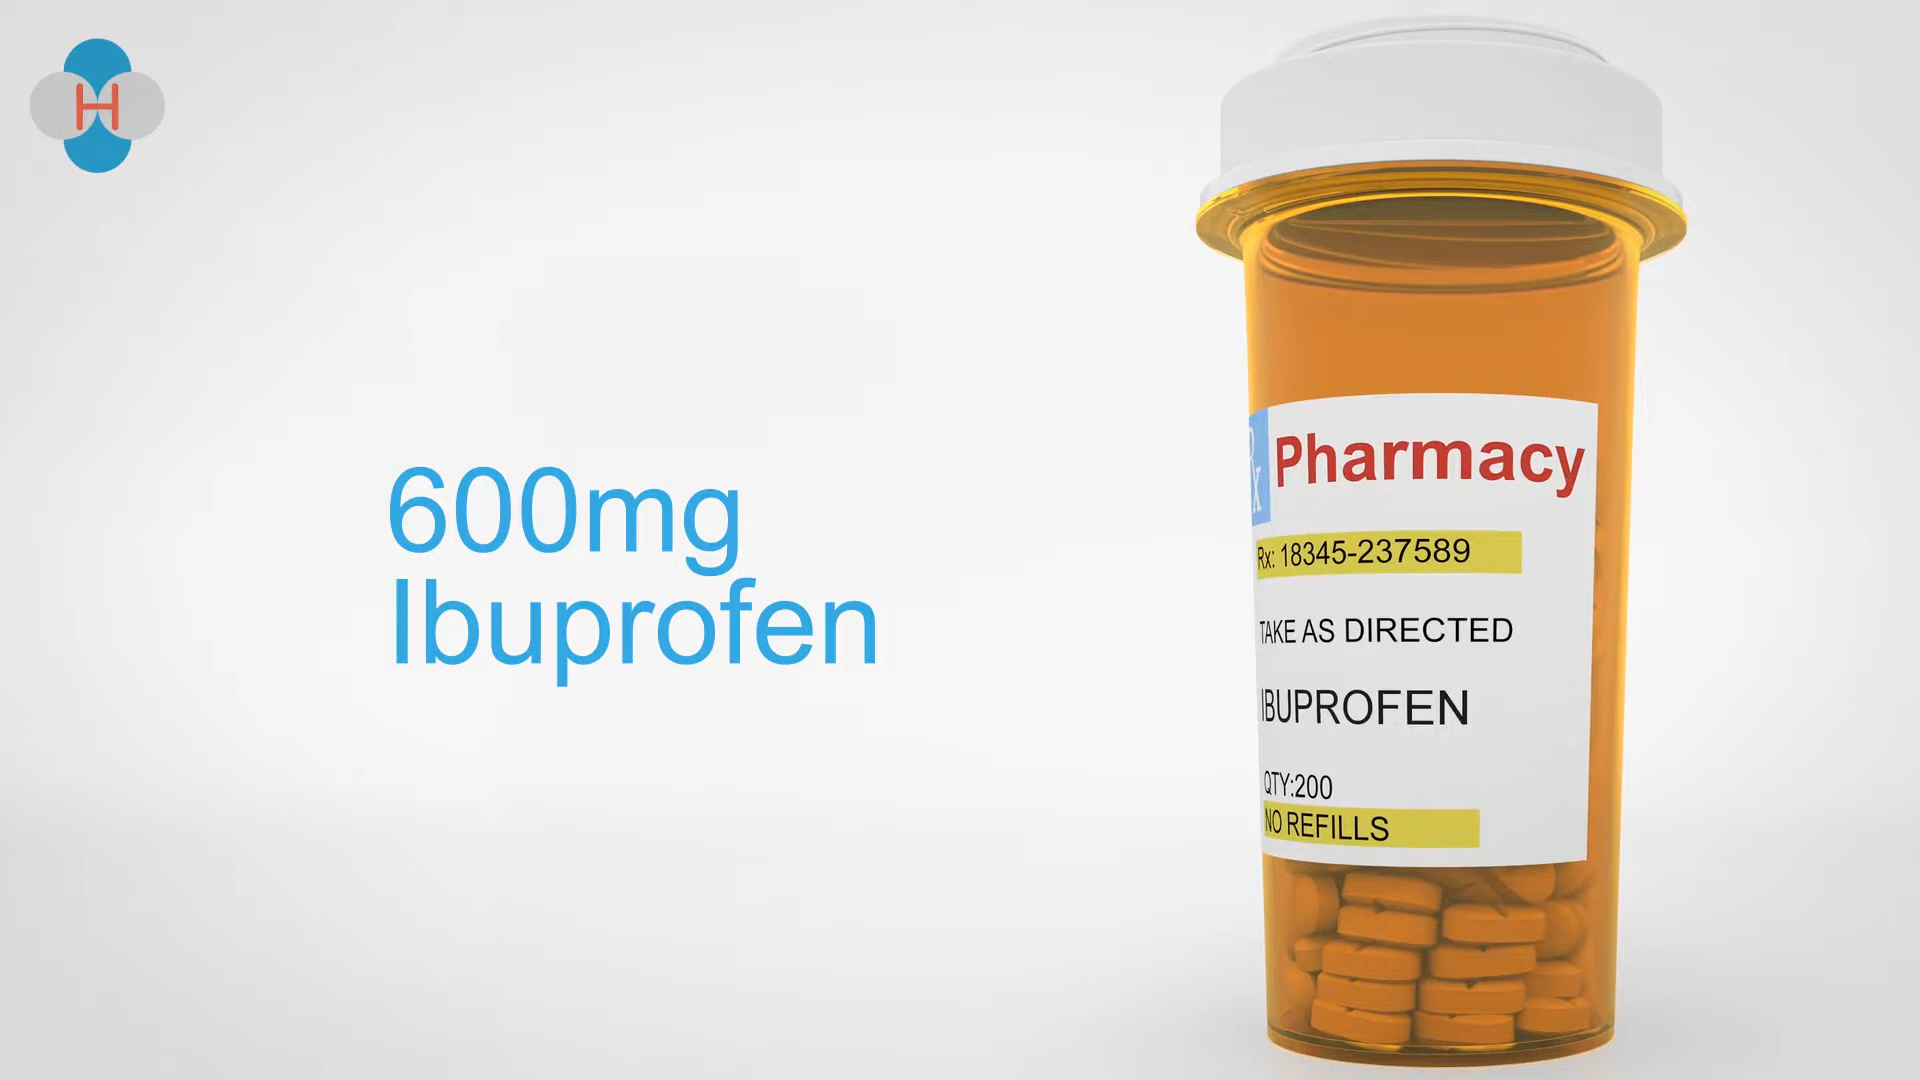 H
600mg
Ibuprofen
Rx
Pharmacy
Rx: 18345-237589
TAKE AS DIRECTED
IBUPROFEN
QTY:200
NO REFILLS